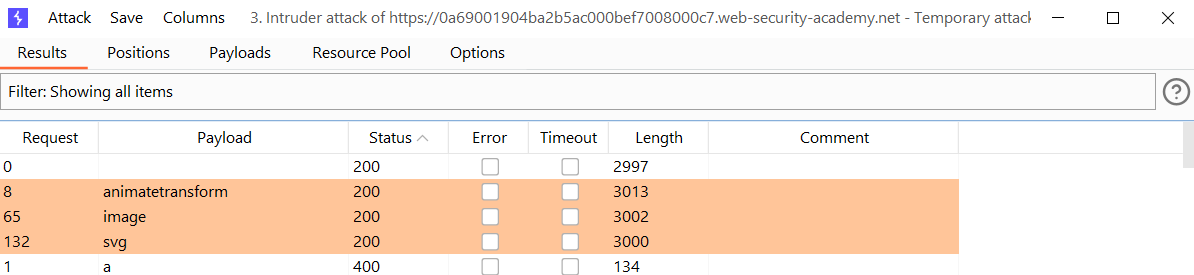 Attack Save Columns 3. Intruder attack of https://0a69001904ba2b5ac000bef7008000c7.web-security-academy.net - Temporary attack
Results Positions Payloads Resource Pool Options
Filter: Showing all items
?
Request Payload Status Error Timeout Length Comment
0 200 2997
8 animatetransform 200 3013
65 image 200 3002
132 svg 200 3000
1 a 400 134